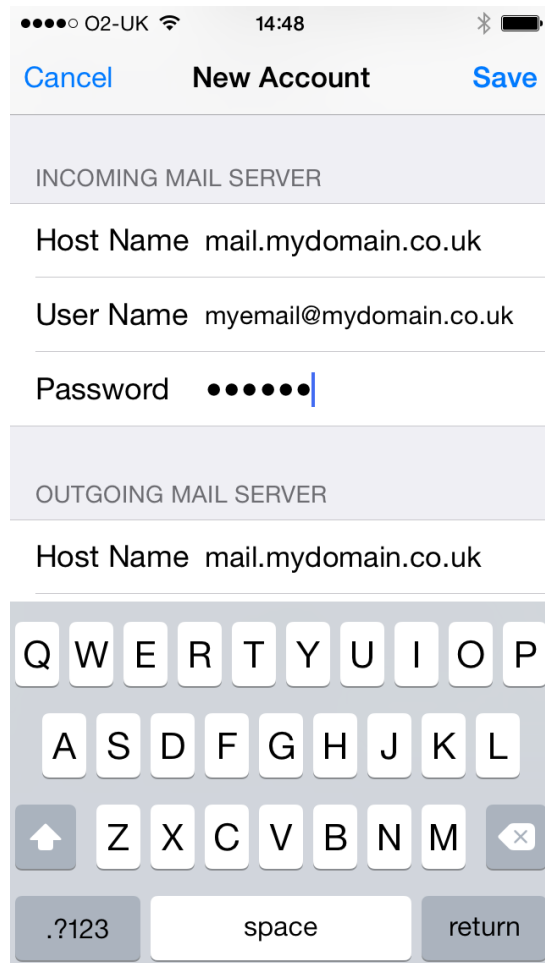 O2-UK 14:48
Cancel New Account Save
INCOMING MAIL SERVER
Host Name mail.mydomain.co.uk
User Name myemail@mydomain.co.uk
Password ••••••
OUTGOING MAIL SERVER
Host Name mail.mydomain.co.uk
Q W E R T Y U I O P
A S D F G H J K L
Z X C V B N M
.?123 space return